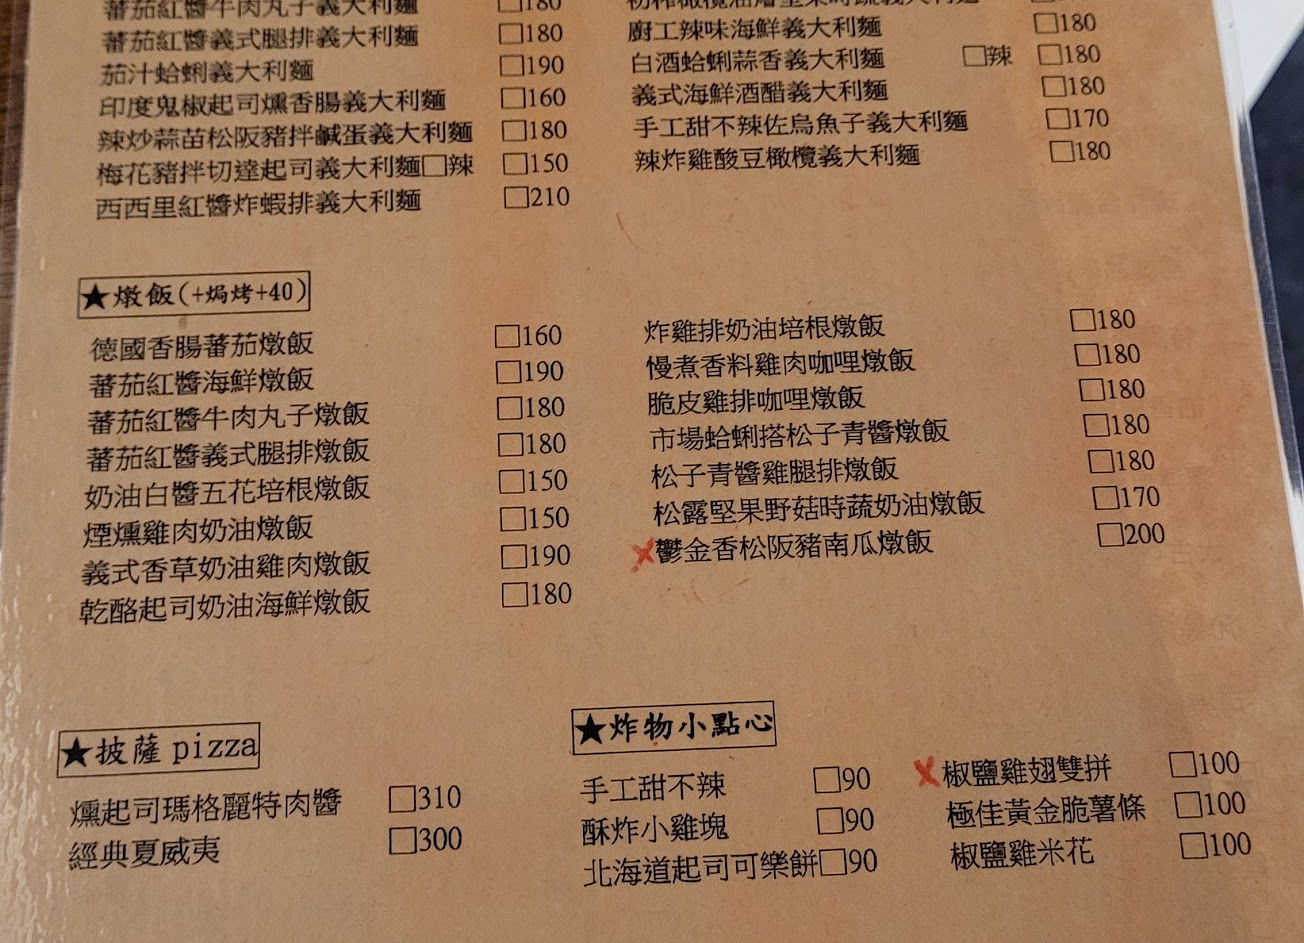 蕃茄紅醬牛肉丸子義大利麵 □180
蕃茄紅醬義式腿排義大利麵 □180
茄汁蛤蜊義大利麵 □190
印度鬼椒起司燻香腸義大利麵 □160
辣炒蒜苗松阪豬拌鹹蛋義大利麵 □180
梅花豬拌切達起司義大利麵□辣 □150
西西里紅醬炸蝦排義大利麵 □210
廚工辣味海鮮義大利麵 □180
白酒蛤蜊蒜香義大利麵 □辣 □180
義式海鮮酒醋義大利麵 □180
手工甜不辣佐烏魚子義大利麵 □170
辣炸雞酸豆橄欖義大利麵 □180
★燉飯(+焗烤+40)
德國香腸蕃茄燉飯 □160
蕃茄紅醬海鮮燉飯 □190
蕃茄紅醬牛肉丸子燉飯 □180
蕃茄紅醬義式腿排燉飯 □180
奶油白醬五花培根燉飯 □150
煙燻雞肉奶油燉飯 □150
義式香草奶油雞肉燉飯 □190
乾酪起司奶油海鮮燉飯 □180
炸雞排奶油培根燉飯 □180
慢煮香料雞肉咖哩燉飯 □180
脆皮雞排咖哩燉飯 □180
市場蛤蜊搭松子青醬燉飯 □180
松子青醬雞腿排燉飯 □180
松露堅果野菇時蔬奶油燉飯 □170
鬱金香松阪豬南瓜燉飯 □200
★披薩 pizza
燻起司瑪格麗特肉醬 □310
經典夏威夷 □300
★炸物小點心
手工甜不辣 □90
酥炸小雞塊 □90
北海道起司可樂餅□90
椒鹽雞翅雙拼 □100
極佳黃金脆薯條 □100
椒鹽雞米花 □100